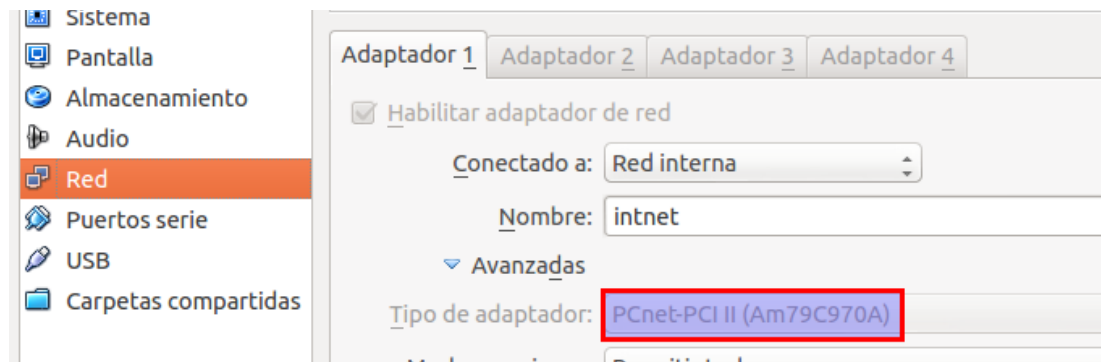 Sistema
Pantalla
Almacenamiento
Audio
Red
Puertos serie
USB
Carpetas compartidas
Adaptador 1 Adaptador 2 Adaptador 3 Adaptador 4
Habilitar adaptador de red
Conectado a: Red interna
Nombre: intnet
Avanzadas
Tipo de adaptador: PCnet-PCI II (Am79C970A)